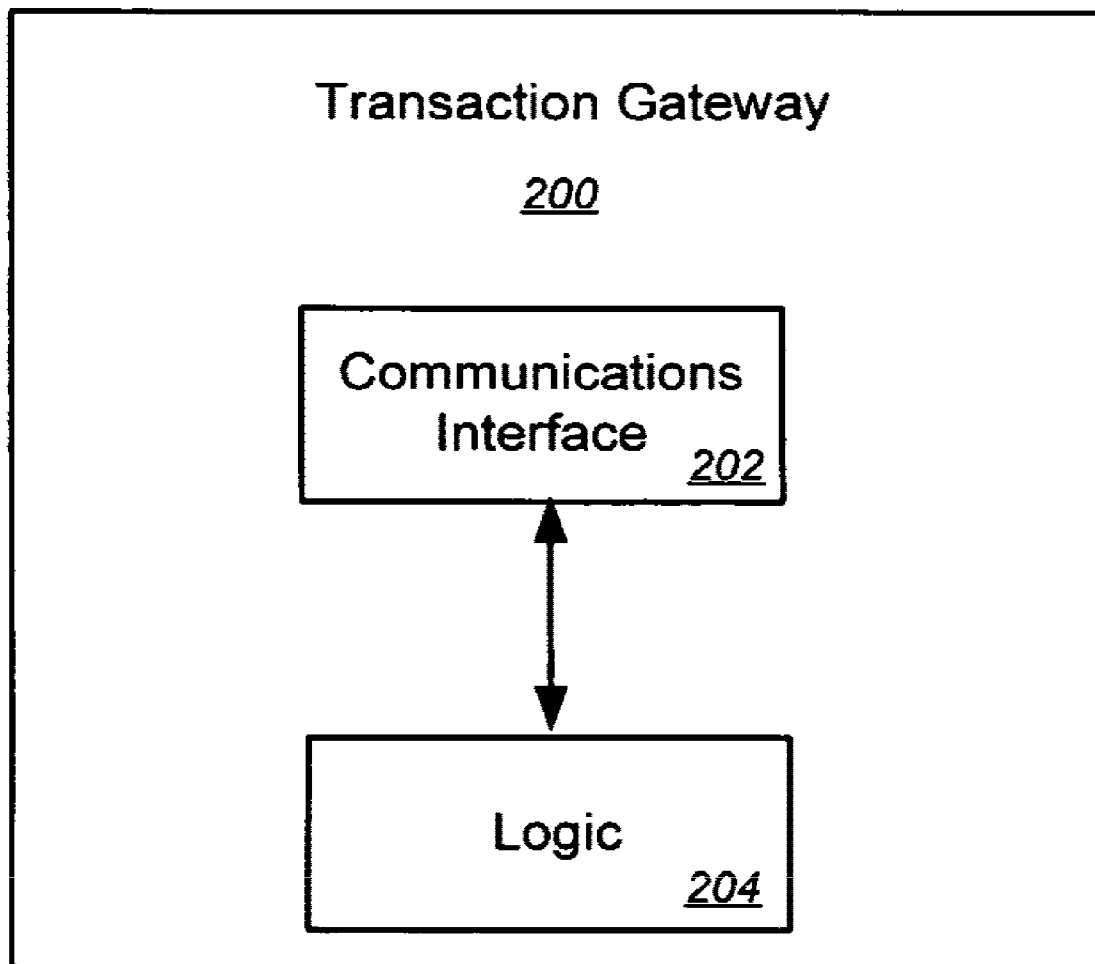 Transaction Gateway
200
Communications
Interface
202
Logic
204